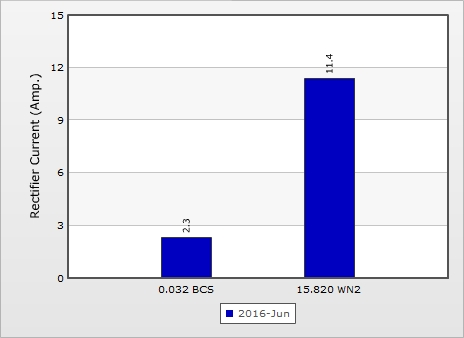 15
12
9
6
3
0
Rectifier Current (Amp.)
2.3
11.4
0.032 BCS
15.820 WN2
2016-Jun